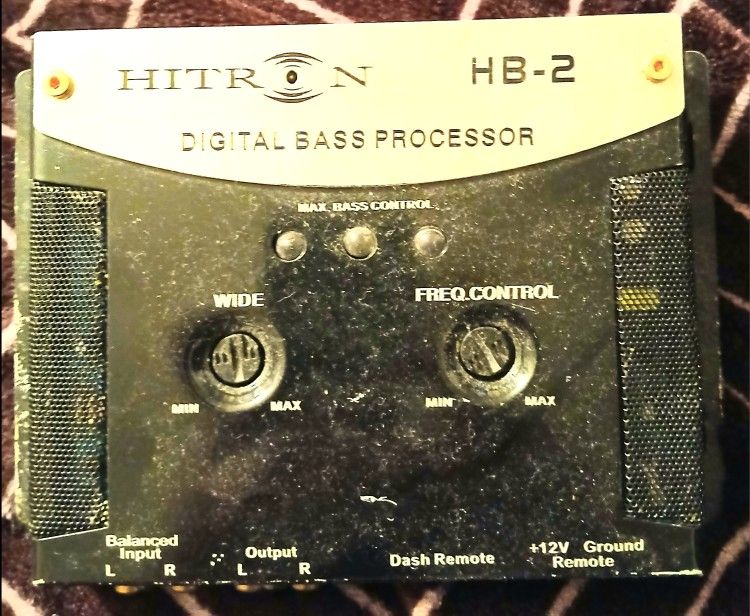 HITRON HB-2
DIGITAL BASS PROCESSOR
MAX. BASS CONTROL
WIDE FREQ.CONTROL
MIN MAX MIN MAX
Balanced Input Output Dash Remote +12V Ground Remote
L R L R